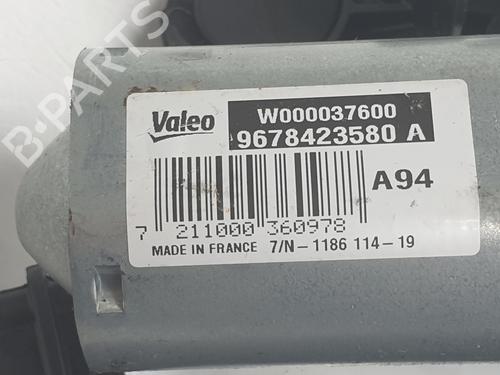 B-PARTS
Valeo
W000037600
9678423580 A
A94
7 211000 360978
MADE IN FRANCE 7/N-1186 114-19